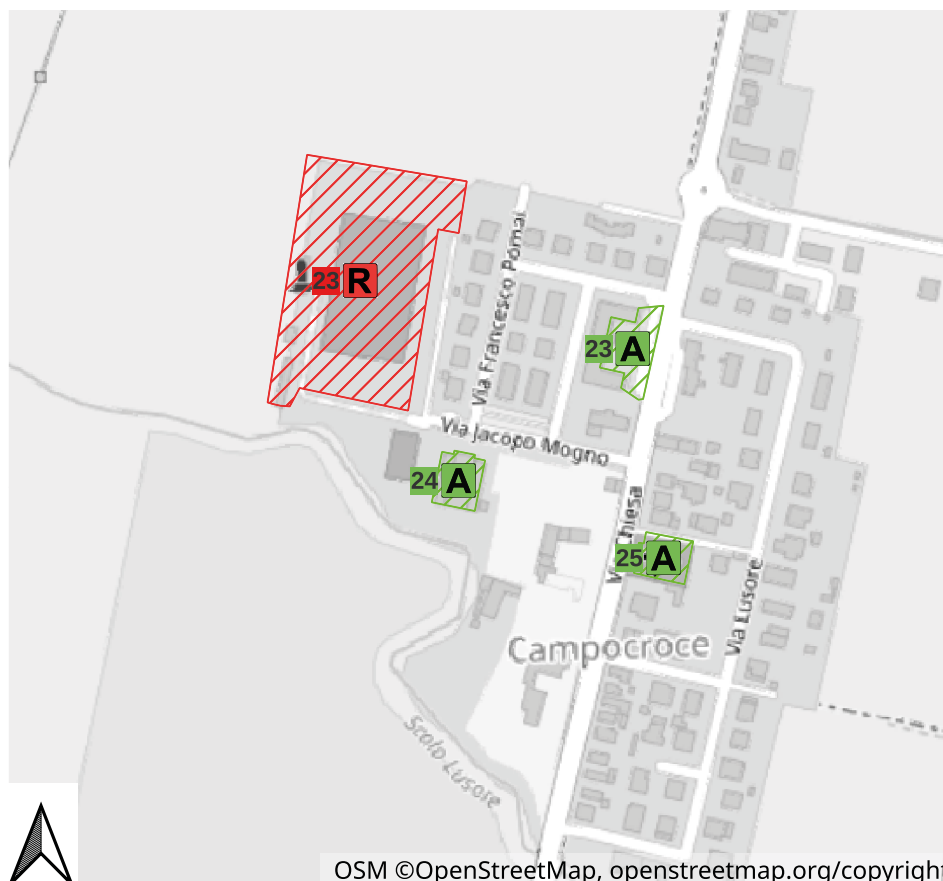 Via Francesco Pomai
23 R
23 A
Via Jacopo Mogno
24 A
Chiesa
25 A
Via Lusore
Campocroce
Scolo Lusore
OSM ©OpenStreetMap, openstreetmap.org/copyright